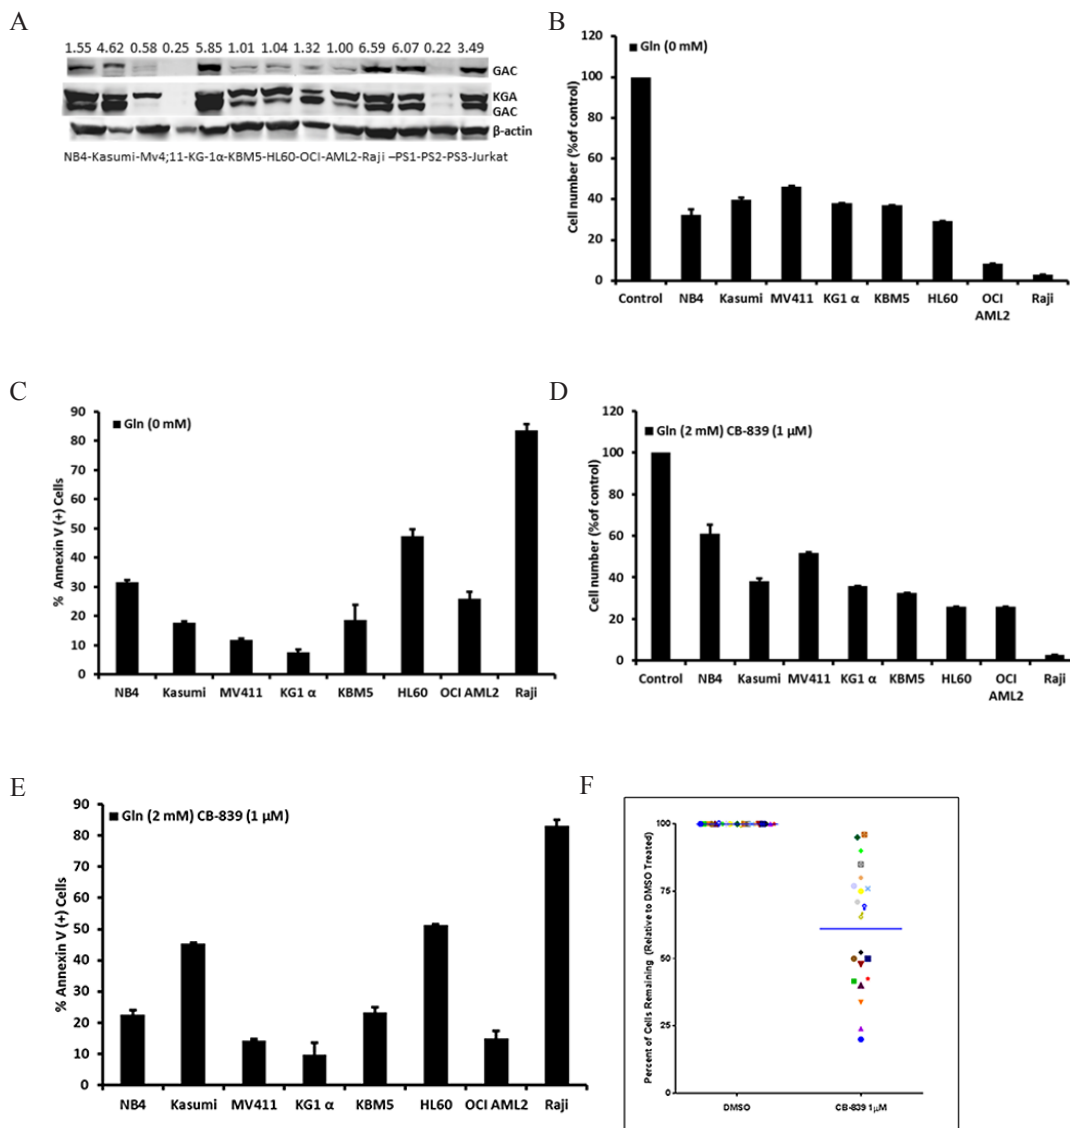 A
1.55 4.62 0.58 0.25 5.85 1.01 1.04 1.32 1.00 6.59 6.07 0.22 3.49
GAC
KGA
GAC
β-actin
NB4-Kasumi-Mv4;11-KG-1α-KBM5-HL60-OCI-AML2-Raji –PS1-PS2-PS3-Jurkat
B
Gln (0 mM)
Cell number (%of control)
120
100
80
60
40
20
0
Control NB4 Kasumi MV411 KG1 α KBM5 HL60 OCI AML2 Raji
C
Gln (0 mM)
% Annexin V (+) Cells
90
80
70
60
50
40
30
20
10
0
NB4 Kasumi MV411 KG1 α KBM5 HL60 OCI AML2 Raji
D
Gln (2 mM) CB-839 (1 µM)
Cell number (%of control)
120
100
80
60
40
20
0
Control NB4 Kasumi MV411 KG1 α KBM5 HL60 OCI AML2 Raji
E
Gln (2 mM) CB-839 (1 µM)
% Annexin V (+) Cells
90
80
70
60
50
40
30
20
10
0
NB4 Kasumi MV411 KG1 α KBM5 HL60 OCI AML2 Raji
F
Percent of Cells Remaining (Relative to DMSO Treated)
100
75
50
25
0
DMSO CB-839 1µM